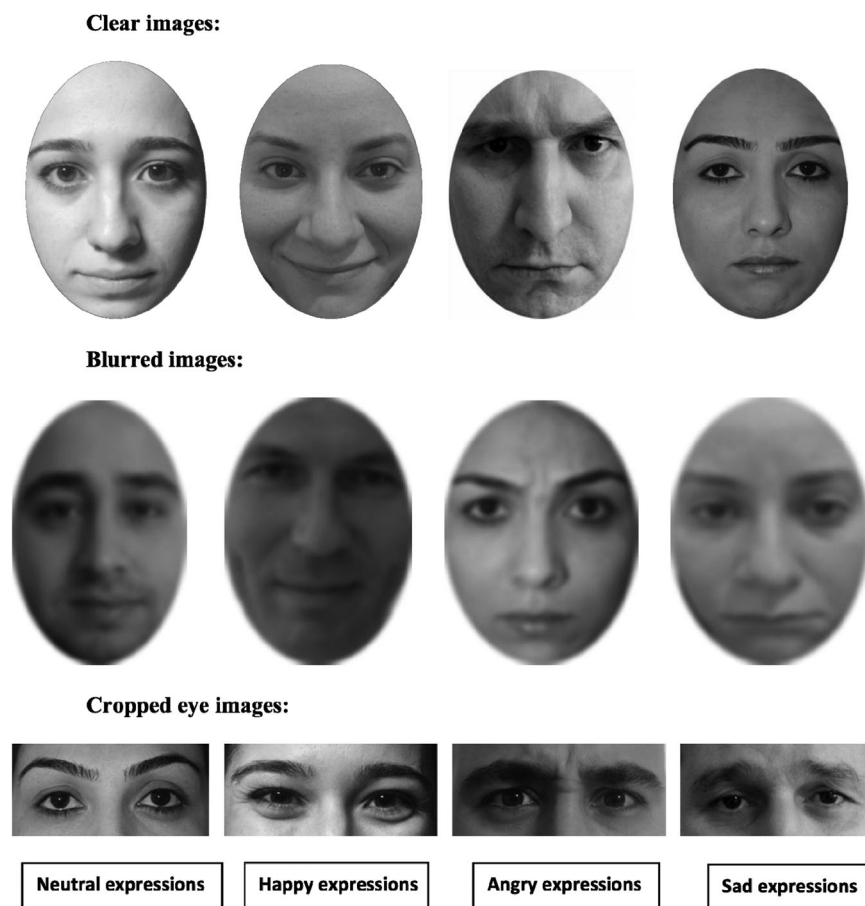 Clear images:
Blurred images:
Cropped eye images:
Neutral expressions
Happy expressions
Angry expressions
Sad expressions